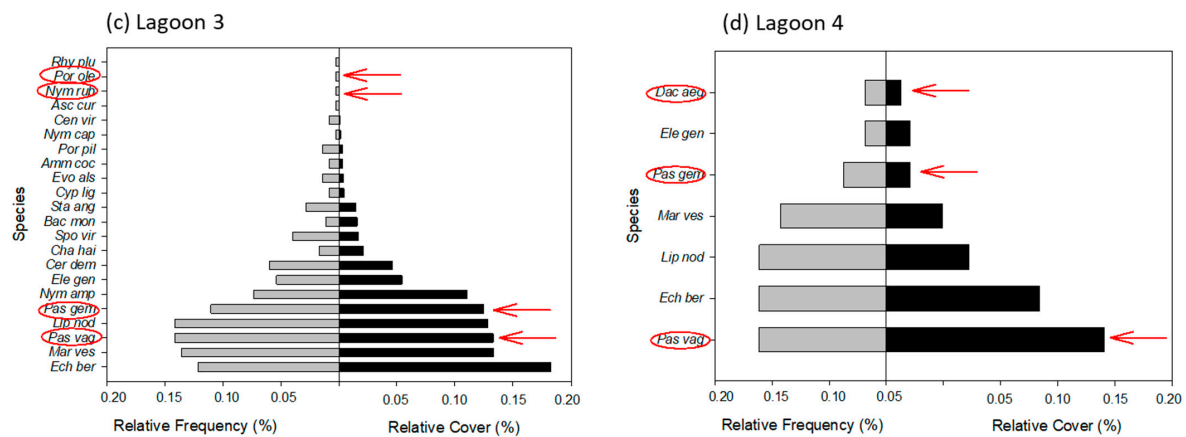 (c) Lagoon 3
Rhy plu
Por ole
Nym rub
Asc cur
Cen vir
Nym cap
Por pil
Amm coc
Evo als
Cyp lig
Sta ang
Bac mon
Spo vir
Cha hai
Cer dem
Ele gen
Nym amp
Pas gem
Lip nod
Pas vag
Mar ves
Ech ber
Species
0.20 0.15 0.10 0.05 0.05 0.10 0.15 0.20
Relative Frequency (%) Relative Cover (%)
(d) Lagoon 4
Dac aeg
Ele gen
Pas gem
Mar ves
Lip nod
Ech ber
Pas vag
Species
0.20 0.15 0.10 0.05 0.10 0.15 0.20
Relative Frequency (%) Relative Cover (%)